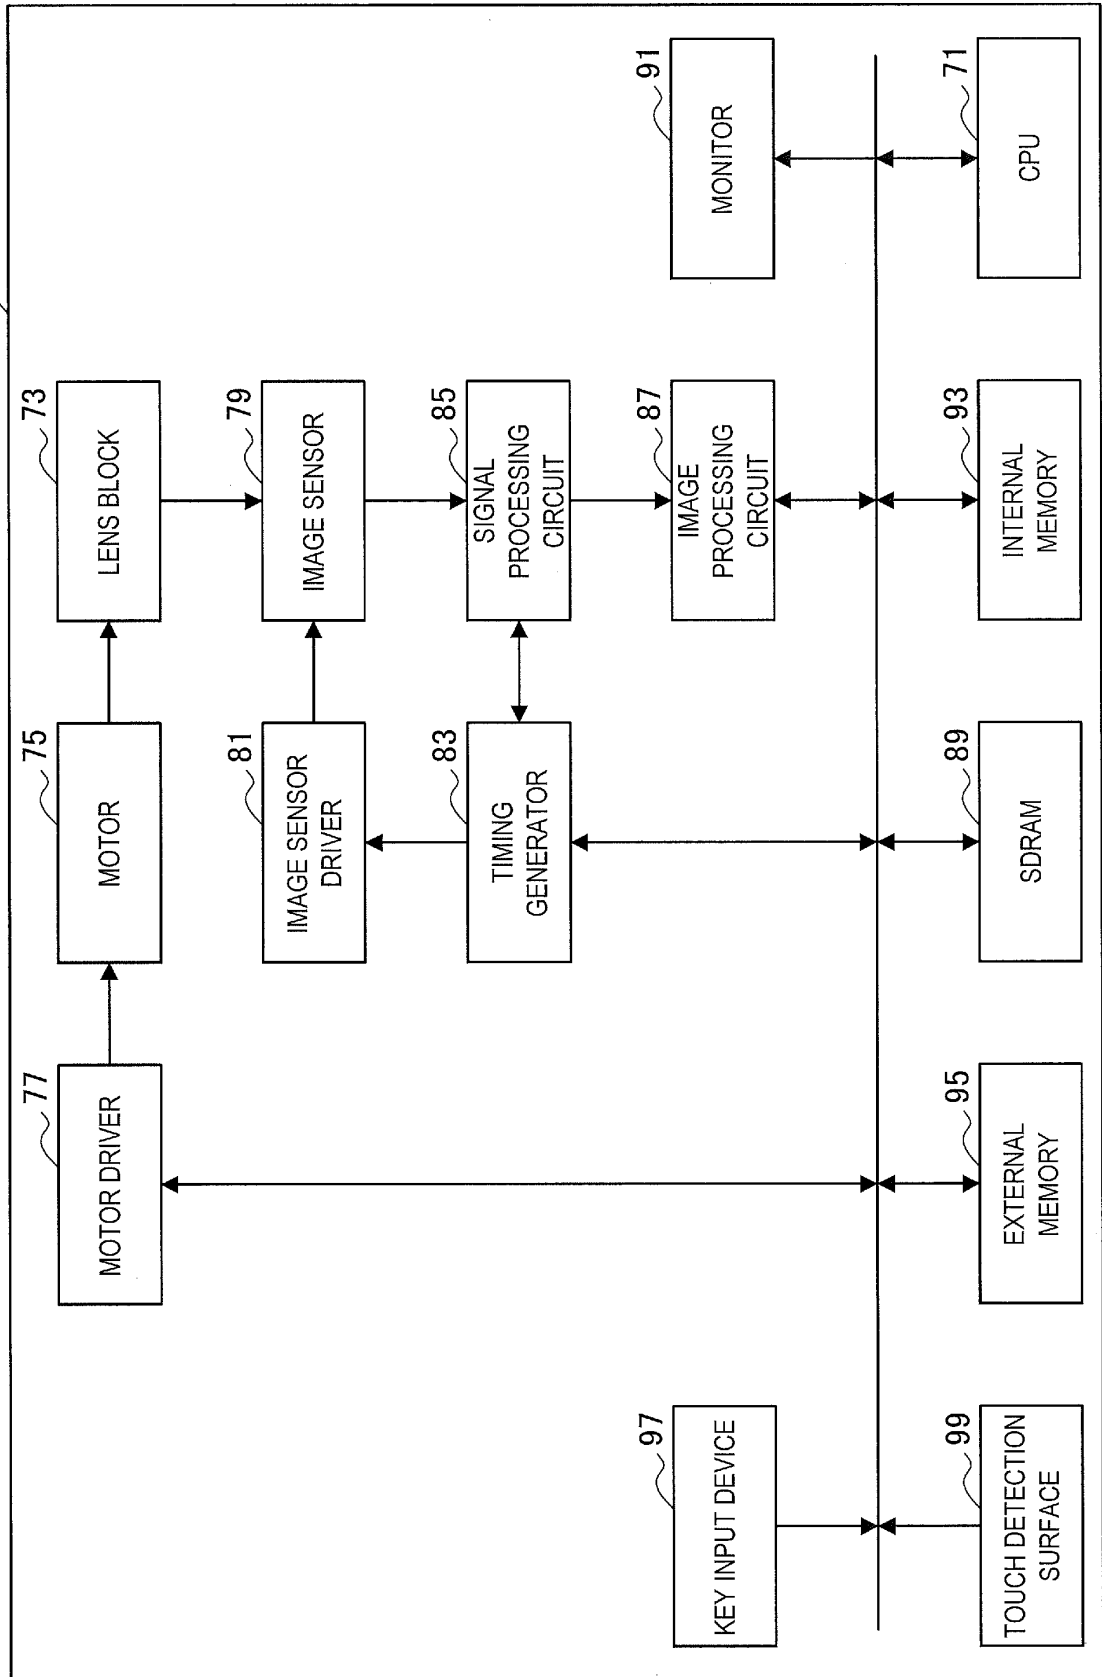 73
LENS BLOCK
75
MOTOR
77
MOTOR DRIVER
79
IMAGE SENSOR
81
IMAGE SENSOR
DRIVER
85
SIGNAL
PROCESSING
CIRCUIT
83
TIMING
GENERATOR
91
MONITOR
87
IMAGE
PROCESSING
CIRCUIT
97
KEY INPUT DEVICE
71
CPU
93
INTERNAL
MEMORY
89
SDRAM
95
EXTERNAL
MEMORY
99
TOUCH DETECTION
SURFACE